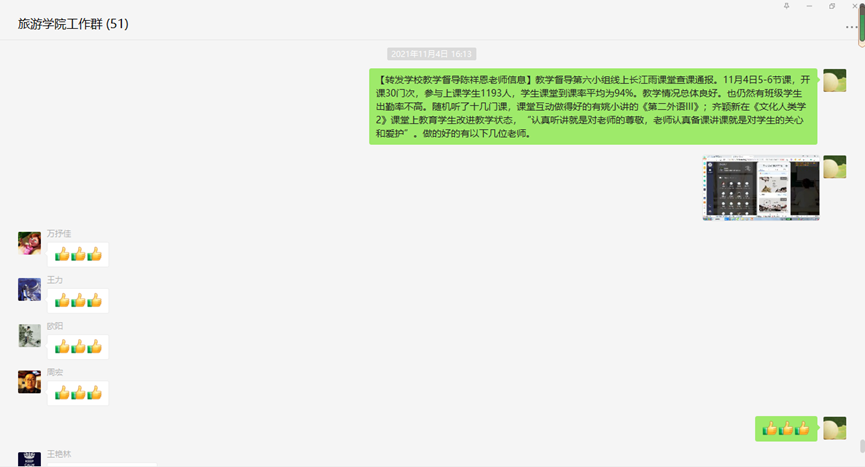 旅游学院工作群 (51)
2021年11月4日 16:13
【转发学校教学督导陈祥恩老师信息】教学督导第六小组线上长江雨课堂查课通报。11月4日5-6节课，开
课30门次，参与上课学生1193人，学生课堂到课率平均为94%。教学情况总体良好。也仍然有班级学生
出勤率不高。随机听了十几门课，课堂互动做得好的有姚小讲的《第二外语III》；齐颖新在《文化人类学
2》课堂上教育学生改进教学状态，“认真听讲就是对老师的尊敬，老师认真备课讲课就是对学生的关心
和爱护”。做的好的有以下几位老师。
万抒佳
王力
欧阳
周宏
王艳林